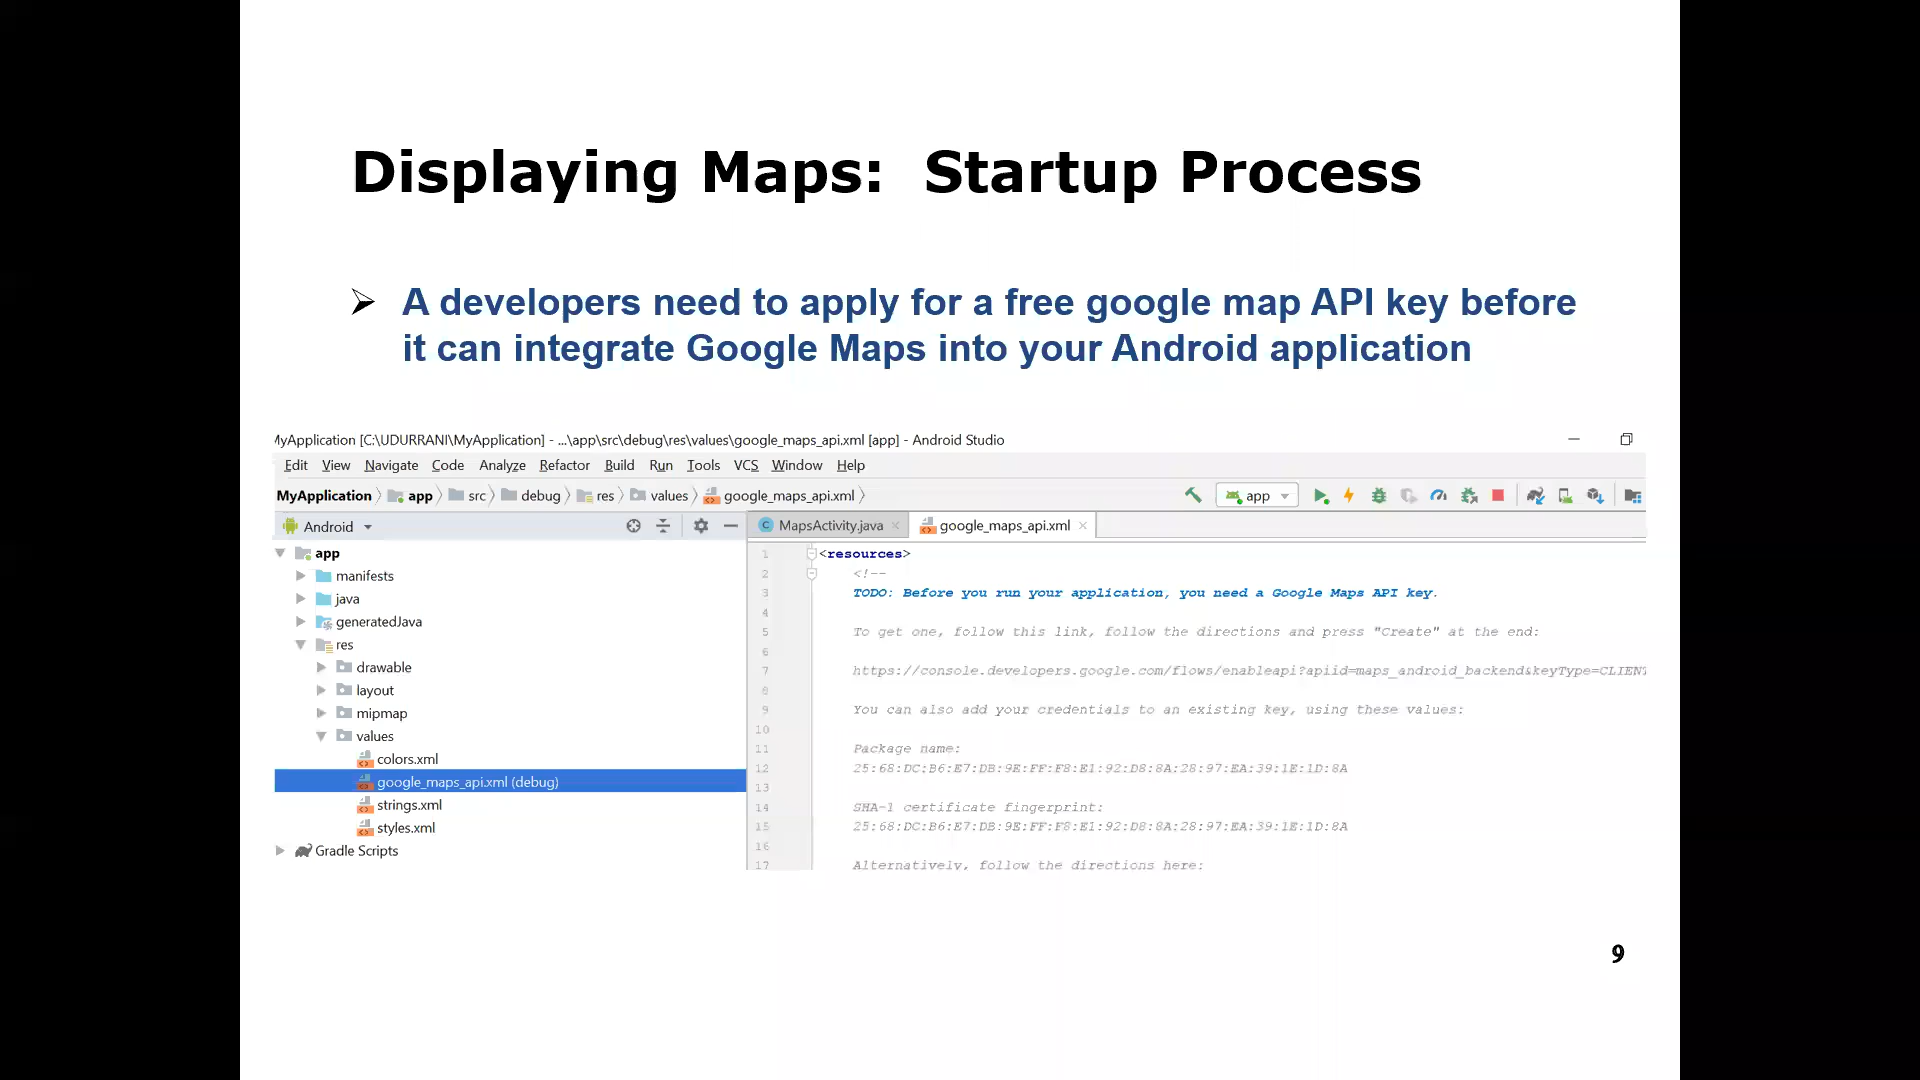 Displaying Maps: Startup Process
A developers need to apply for a free google map API key before
it can integrate Google Maps into your Android application
MyApplication [C:\UDURRANI\MyApplication] - ...\app\src\debug\res\values\google_maps_api.xml [app] - Android Studio
Edit View Navigate Code Analyze Refactor Build Run Tools VCS Window Help
MyApplication app src debug res values google_maps_api.xml app
Android
MapsActivity.java google_maps_api.xml
app
manifests
java
generatedJava
res
drawable
layout
mipmap
values
colors.xml
google_maps_api.xml (debug)
strings.xml
styles.xml
Gradle Scripts
1 <resources>
2 <!--
3 TODO: Before you run your application, you need a Google Maps API key.
4
5 To get one, follow this link, follow the directions and press "Create" at the end:
6
7 https://console.developers.google.com/flows/enableapi?apiid=maps_android_backend&keyType=CLIENT
8
9 You can also add your credentials to an existing key, using these values:
10
11 Package name:
12 25:68:DC:B6:E7:DB:9E:FF:F8:E1:92:D8:8A:28:97:EA:39:1E:1D:8A
13
14 SHA-1 certificate fingerprint:
15 25:68:DC:B6:E7:DB:9E:FF:F8:E1:92:D8:8A:28:97:EA:39:1E:1D:8A
16
17 Alternatively, follow the directions here:
9